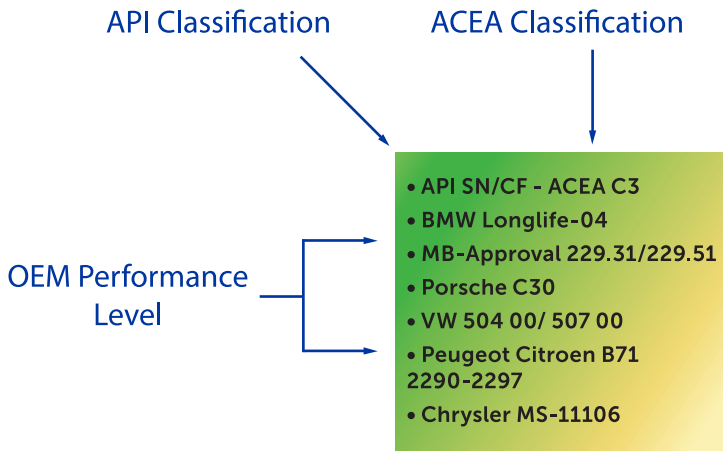 API Classification
ACEA Classification
OEM Performance
Level
• API SN/CF - ACEA C3
• BMW Longlife-04
• MB-Approval 229.31/229.51
• Porsche C30
• VW 504 00/ 507 00
• Peugeot Citroen B71
2290-2297
• Chrysler MS-11106